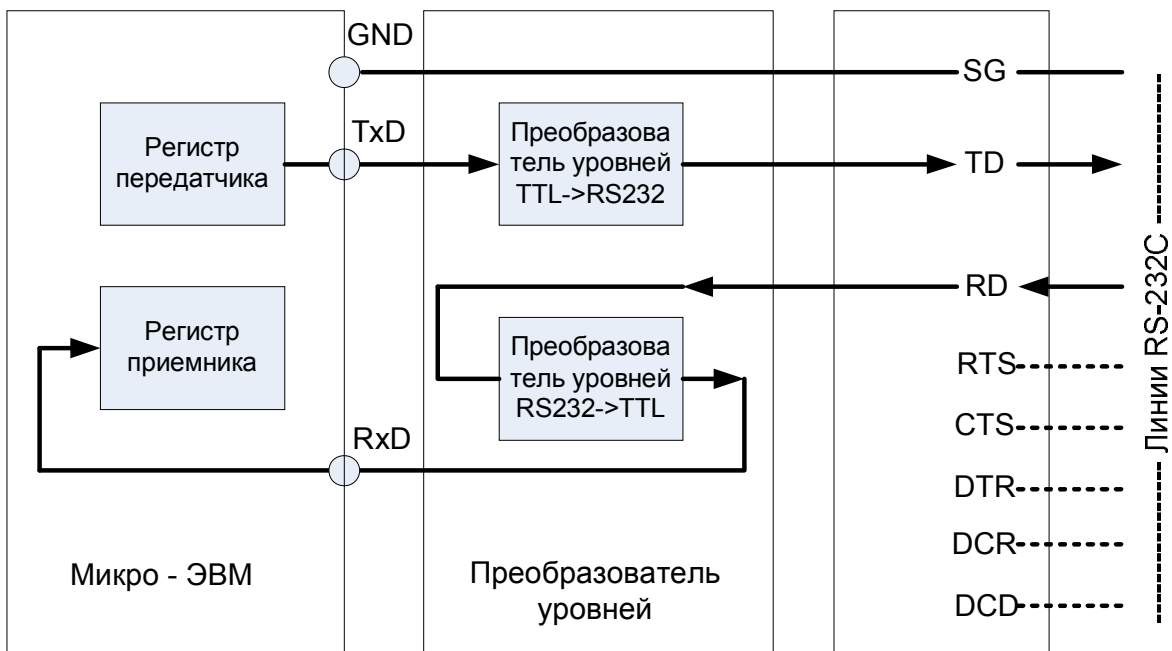 GND
SG
TxD
Регистр
передатчика
Преобразова
тель уровней
TTL->RS232
TD
RD
Регистр
приемника
Преобразова
тель уровней
RS232->TTL
RxD
RTS
CTS
DTR
DCR
DCD
Линии RS-232C
Микро - ЭВМ
Преобразователь
уровней